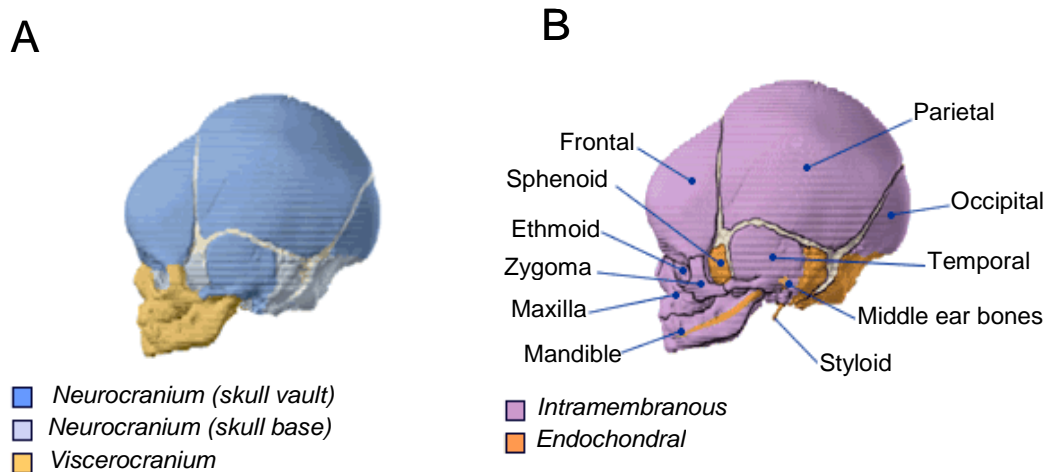 A
Neurocranium (skull vault)
Neurocranium (skull base)
Viscerocranium
B
Frontal
Sphenoid
Ethmoid
Zygoma
Maxilla
Mandible
Parietal
Occipital
Temporal
Middle ear bones
Styloid
Intramembranous
Endochondral